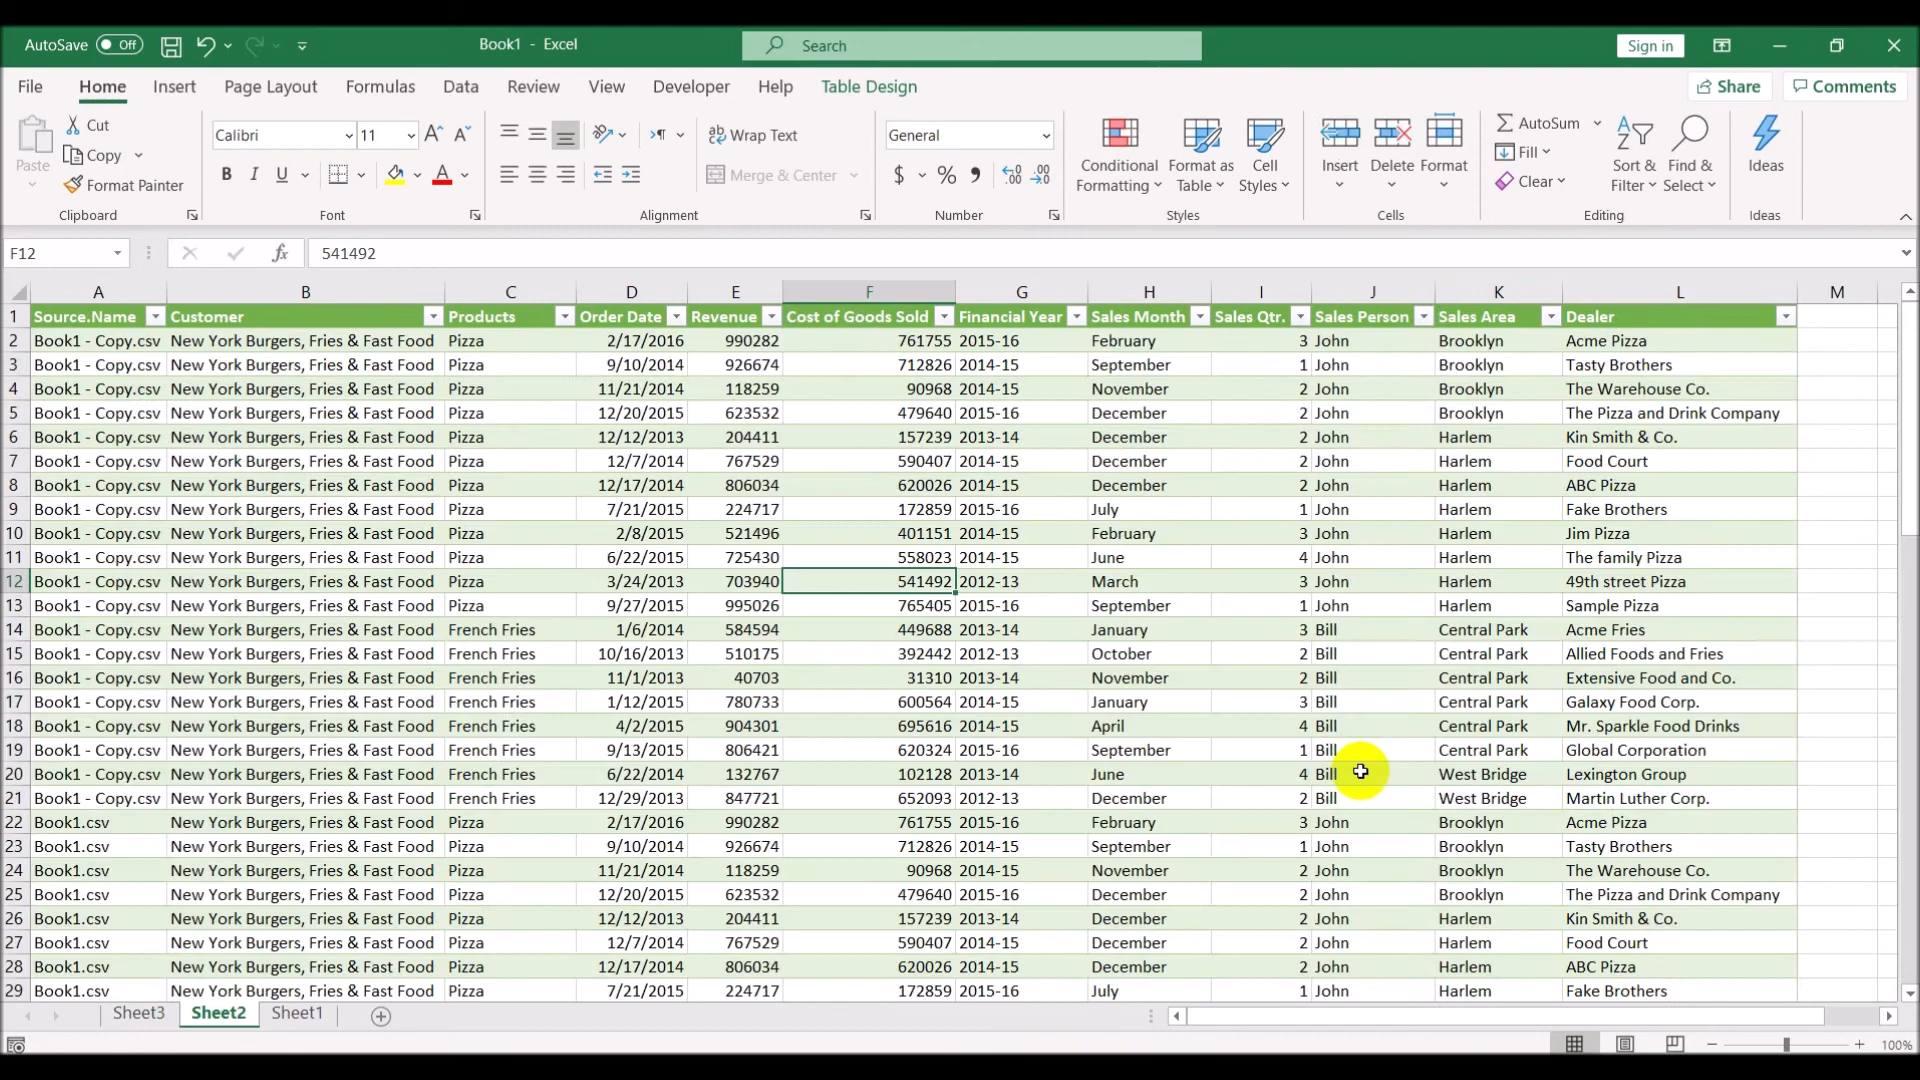 AutoSave Off Book1 - Excel Search Sign in
File Home Insert Page Layout Formulas Data Review View Developer Help Table Design Share Comments
Paste Cut Copy Format Painter Clipboard
Calibri 11 B I U A Font
Wrap Text Merge & Center Alignment
General $ % Number
Conditional Formatting Format as Table Cell Styles Styles
Insert Delete Format Cells
AutoSum Fill Clear Sort & Filter Find & Select Editing
Ideas Ideas
F12 fx 541492
A B C D E F G H I J K L M
1 Source.Name Customer Products Order Date Revenue Cost of Goods Sold Financial Year Sales Month Sales Qtr. Sales Person Sales Area Dealer
2 Book1 - Copy.csv New York Burgers, Fries & Fast Food Pizza 2/17/2016 990282 761755 2015-16 February 3 John Brooklyn Acme Pizza
3 Book1 - Copy.csv New York Burgers, Fries & Fast Food Pizza 9/10/2014 926674 712826 2014-15 September 1 John Brooklyn Tasty Brothers
4 Book1 - Copy.csv New York Burgers, Fries & Fast Food Pizza 11/21/2014 118259 90968 2014-15 November 2 John Brooklyn The Warehouse Co.
5 Book1 - Copy.csv New York Burgers, Fries & Fast Food Pizza 12/20/2015 623532 479640 2015-16 December 2 John Brooklyn The Pizza and Drink Company
6 Book1 - Copy.csv New York Burgers, Fries & Fast Food Pizza 12/12/2013 204411 157239 2013-14 December 2 John Harlem Kin Smith & Co.
7 Book1 - Copy.csv New York Burgers, Fries & Fast Food Pizza 12/7/2014 767529 590407 2014-15 December 2 John Harlem Food Court
8 Book1 - Copy.csv New York Burgers, Fries & Fast Food Pizza 12/17/2014 806034 620026 2014-15 December 2 John Harlem ABC Pizza
9 Book1 - Copy.csv New York Burgers, Fries & Fast Food Pizza 7/21/2015 224717 172859 2015-16 July 1 John Harlem Fake Brothers
10 Book1 - Copy.csv New York Burgers, Fries & Fast Food Pizza 2/8/2015 521496 401151 2014-15 February 3 John Harlem Jim Pizza
11 Book1 - Copy.csv New York Burgers, Fries & Fast Food Pizza 6/22/2015 725430 558023 2014-15 June 4 John Harlem The family Pizza
12 Book1 - Copy.csv New York Burgers, Fries & Fast Food Pizza 3/24/2013 703940 541492 2012-13 March 3 John Harlem 49th street Pizza
13 Book1 - Copy.csv New York Burgers, Fries & Fast Food Pizza 9/27/2015 995026 765405 2015-16 September 1 John Harlem Sample Pizza
14 Book1 - Copy.csv New York Burgers, Fries & Fast Food French Fries 1/6/2014 584594 449688 2013-14 January 3 Bill Central Park Acme Fries
15 Book1 - Copy.csv New York Burgers, Fries & Fast Food French Fries 10/16/2013 510175 392442 2012-13 October 2 Bill Central Park Allied Foods and Fries
16 Book1 - Copy.csv New York Burgers, Fries & Fast Food French Fries 11/1/2013 40703 31310 2013-14 November 2 Bill Central Park Extensive Food and Co.
17 Book1 - Copy.csv New York Burgers, Fries & Fast Food French Fries 1/12/2015 780733 600564 2014-15 January 3 Bill Central Park Galaxy Food Corp.
18 Book1 - Copy.csv New York Burgers, Fries & Fast Food French Fries 4/2/2015 904301 695616 2014-15 April 4 Bill Central Park Mr. Sparkle Food Drinks
19 Book1 - Copy.csv New York Burgers, Fries & Fast Food French Fries 9/13/2015 806421 620324 2015-16 September 1 Bill Central Park Global Corporation
20 Book1 - Copy.csv New York Burgers, Fries & Fast Food French Fries 6/22/2014 132767 102128 2013-14 June 4 Bill West Bridge Lexington Group
21 Book1 - Copy.csv New York Burgers, Fries & Fast Food French Fries 12/29/2013 847721 652093 2012-13 December 2 Bill West Bridge Martin Luther Corp.
22 Book1.csv New York Burgers, Fries & Fast Food Pizza 2/17/2016 990282 761755 2015-16 February 3 John Brooklyn Acme Pizza
23 Book1.csv New York Burgers, Fries & Fast Food Pizza 9/10/2014 926674 712826 2014-15 September 1 John Brooklyn Tasty Brothers
24 Book1.csv New York Burgers, Fries & Fast Food Pizza 11/21/2014 118259 90968 2014-15 November 2 John Brooklyn The Warehouse Co.
25 Book1.csv New York Burgers, Fries & Fast Food Pizza 12/20/2015 623532 479640 2015-16 December 2 John Brooklyn The Pizza and Drink Company
26 Book1.csv New York Burgers, Fries & Fast Food Pizza 12/12/2013 204411 157239 2013-14 December 2 John Harlem Kin Smith & Co.
27 Book1.csv New York Burgers, Fries & Fast Food Pizza 12/7/2014 767529 590407 2014-15 December 2 John Harlem Food Court
28 Book1.csv New York Burgers, Fries & Fast Food Pizza 12/17/2014 806034 620026 2014-15 December 2 John Harlem ABC Pizza
29 Book1.csv New York Burgers, Fries & Fast Food Pizza 7/21/2015 224717 172859 2015-16 July 1 John Harlem Fake Brothers
Sheet3 Sheet2 Sheet1
100%